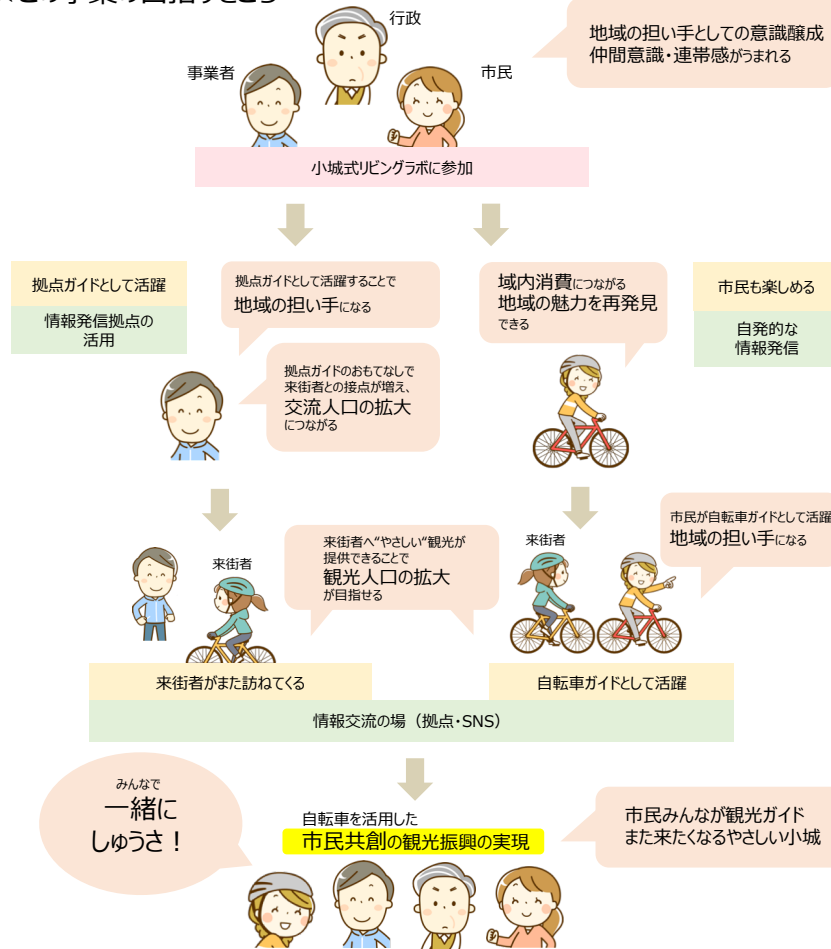 この事業の目指すところ
行政
事業者
市民
地域の担い手としての意識醸成
仲間意識・連帯感がうまれる
小城式リビングラボに参加
拠点ガイドとして活躍
情報発信拠点の
活用
拠点ガイドとして活躍することで
地域の担い手になる
域内消費につながる
地域の魅力を再発見
できる
市民も楽しめる
自発的な
情報発信
拠点ガイドのおもてなしで
来街者との接点が増え、
交流人口の拡大
につながる
来街者
来街者へ“やさしい”観光が
提供できることで
観光人口の拡大
が目指せる
来街者
市民が自転車ガイドとして活躍
地域の担い手になる
来街者がまた訪ねてくる
自転車ガイドとして活躍
情報交流の場（拠点・SNS）
みんなで
一緒に
しゅうさ！
自転車を活用した
市民共創の観光振興の実現
市民みんなが観光ガイド
また来たくなるやさしい小城